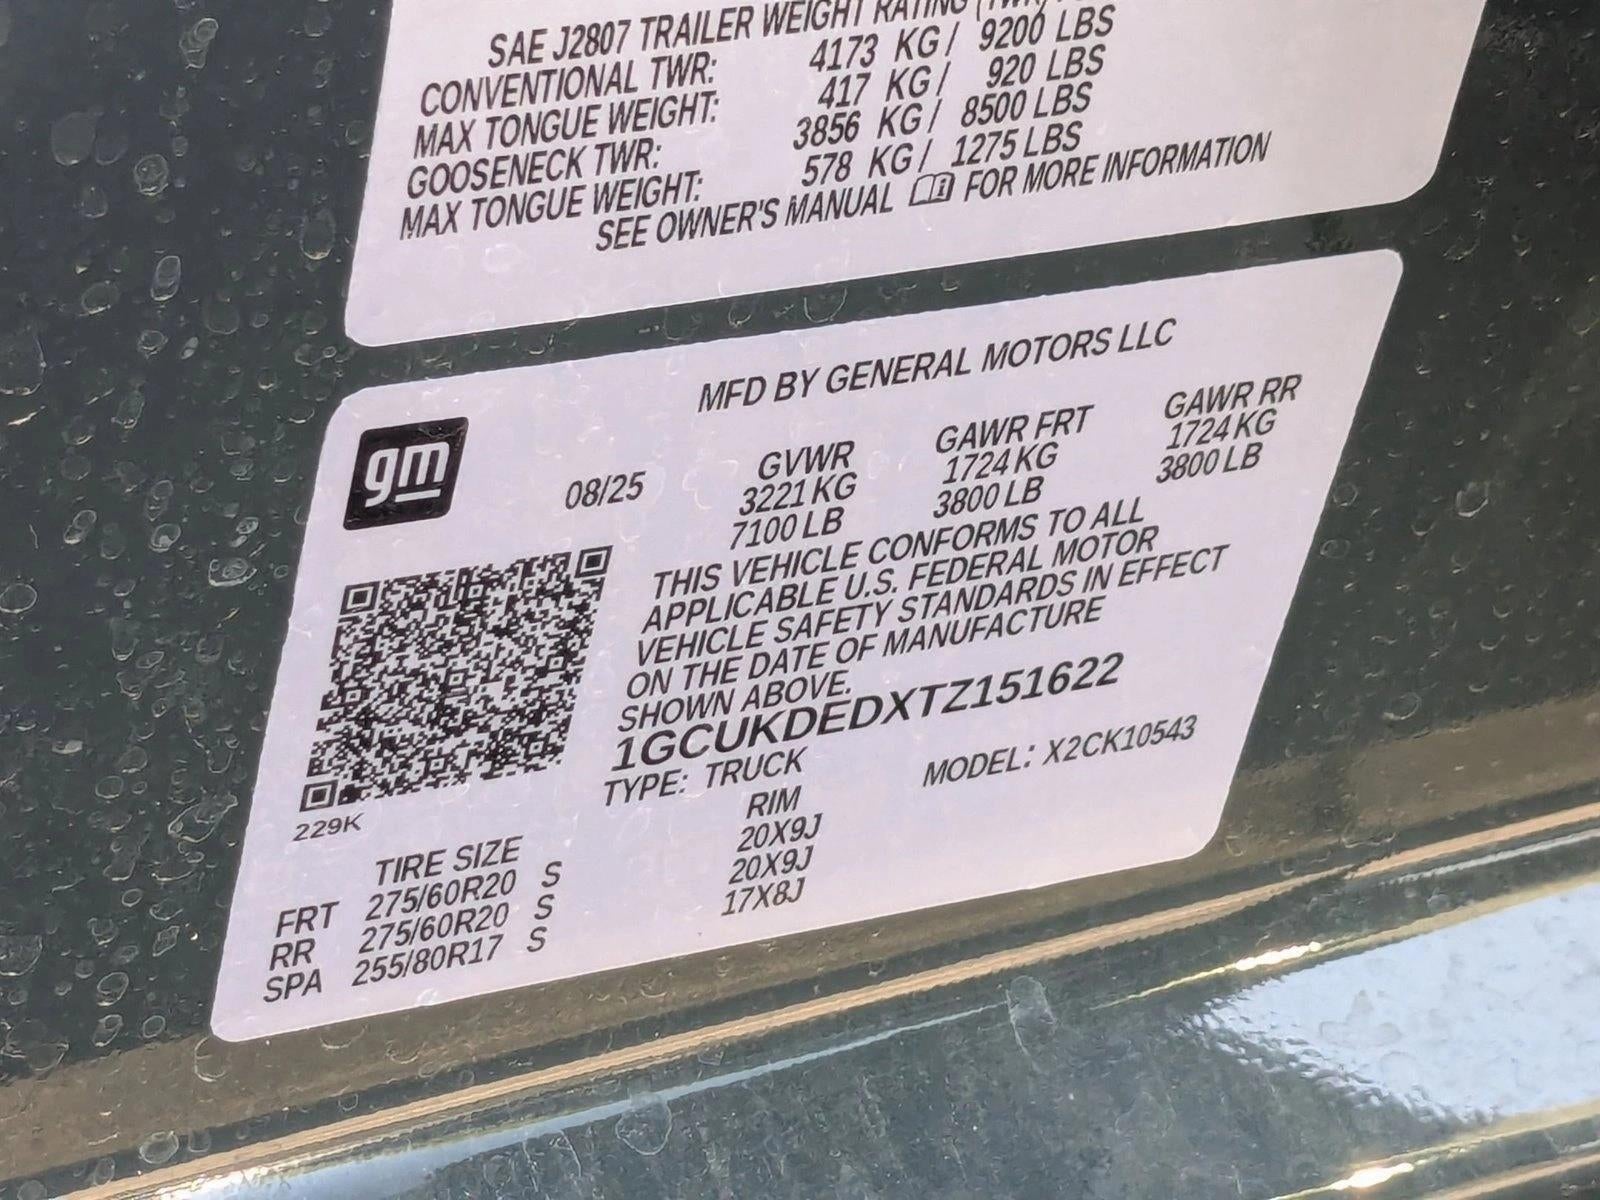 SAE J2807 TRAILER WEIGHT RATING (TWR)
CONVENTIONAL TWR: 4173 KG / 9200 LBS
MAX TONGUE WEIGHT: 417 KG / 920 LBS
GOOSENECK TWR: 3856 KG / 8500 LBS
MAX TONGUE WEIGHT: 578 KG / 1275 LBS
SEE OWNER'S MANUAL FOR MORE INFORMATION
MFD BY GENERAL MOTORS LLC
gm
08/25
GVWR GAWR FRT GAWR RR
3221 KG 1724 KG 1724 KG
7100 LB 3800 LB 3800 LB
THIS VEHICLE CONFORMS TO ALL
APPLICABLE U.S. FEDERAL MOTOR
VEHICLE SAFETY STANDARDS IN EFFECT
ON THE DATE OF MANUFACTURE
SHOWN ABOVE.
1GCUKDEDXTZ151622
TYPE: TRUCK MODEL: X2CK10543
229K
TIRE SIZE RIM
FRT 275/60R20 S 20X9J
RR 275/60R20 S 20X9J
SPA 255/80R17 S 17X8J